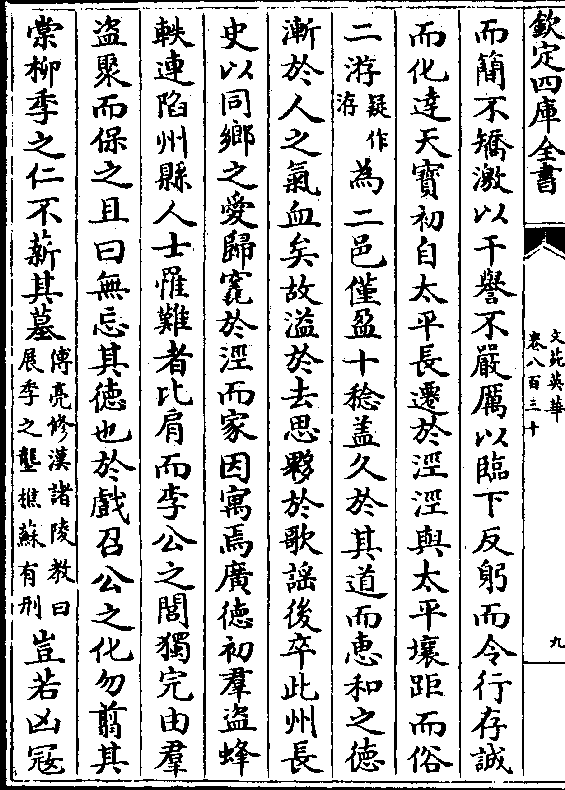 欽定四庫全書
文苑英華
卷八百三十
九
而簡不矯激以干譽不嚴厲以臨下反躬而令行存誠
而化達天寶初自太平長遷於涇涇與太平壤距而俗
二游疑作游為二邑僅盈十稔盖久於其道而恵和之徳
漸於人之氣血矣故溢於去思夥於歌謡後卒此州長
史以同鄉之愛歸窆於涇而家因寓焉廣徳初羣盗蜂
軼連陷州縣人士罹難者比肩而李公之閭獨完由羣
盗聚而保之且曰無忘其徳也於戲召公之化勿翦其
棠柳季之仁不薪其墓傅亮修漢諸陵教曰展季之壟樵蘇有刑豈若凶冦